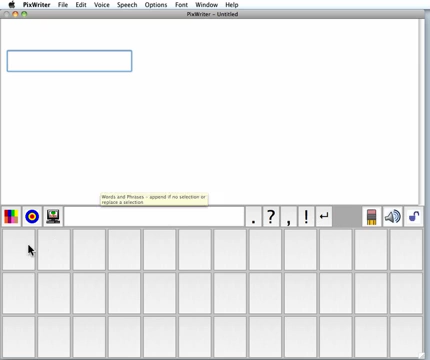 PixWriter File Edit Voice Speech Options Font Window Help
PixWriter – Untitled
Words and Phrases - append if no selection or
replace a selection
. ? , !